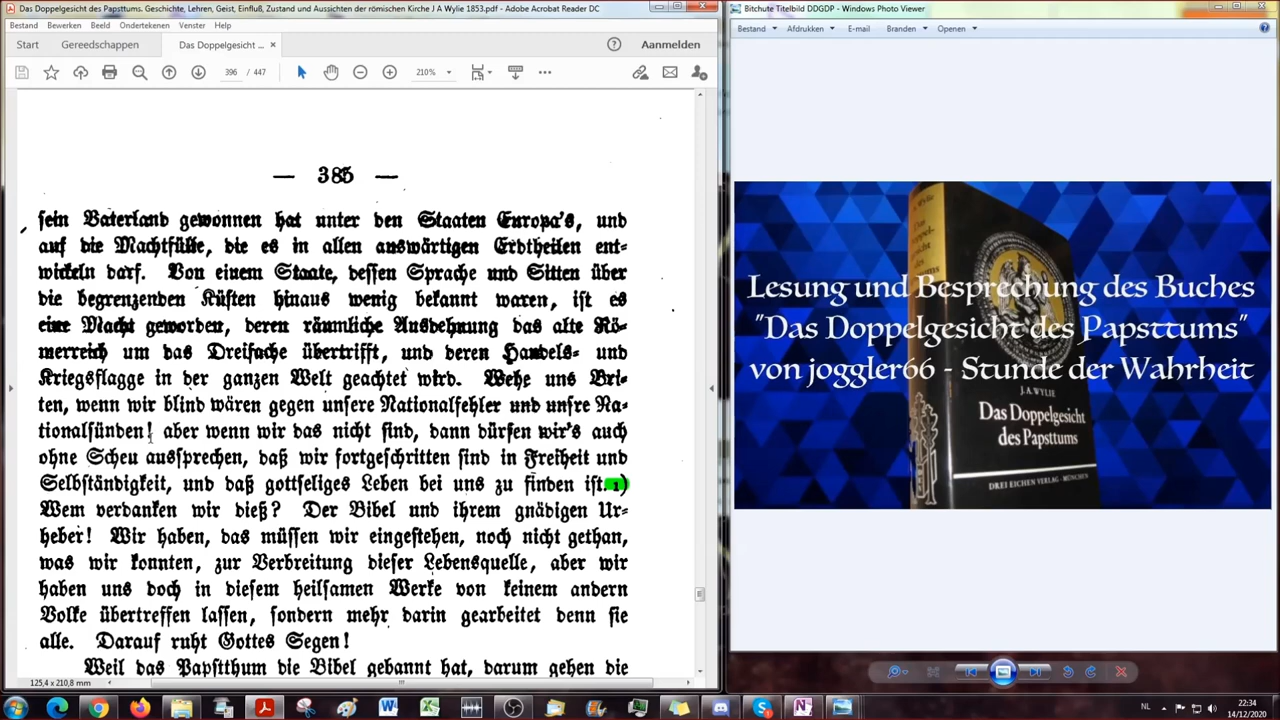 Das Doppelgesicht des Papsttums. Geschichte, Lehren, Geist, Einfluß, Zustand und Aussichten der römischen Kirche J A Wylie 1853.pdf - Adobe Acrobat Reader DC
Bestand Bewerken Beeld Ondertekenen Venster Help
Start Gereedschappen Das Doppelgesicht ... × Aanmelden
396 / 447 210%
— 385 —
sein Vaterland gewonnen hat unter den Staaten Europa's, und
auf die Machtfülle, die es in allen auswärtigen Erdtheilen ent-
wickeln darf. Von einem Staate, dessen Sprache und Sitten über
die begrenzenden Küsten hinaus wenig bekannt waren, ist es
eine Macht geworden, deren räumliche Ausdehnung das alte Rö-
merreich um das Dreifache übertrifft, und deren Handels- und
Kriegsflagge in der ganzen Welt geachtet wird. Wehe uns Bri-
ten, wenn wir blind wären gegen unsere Nationalfehler und unsre Na-
tionalsünden! aber wenn wir das nicht sind, dann dürfen wir's auch
ohne Scheu aussprechen, daß wir fortgeschritten sind in Freiheit und
Selbständigkeit, und daß gottseliges Leben bei uns zu finden ist. 1)
Wem verdanken wir dieß? Der Bibel und ihrem gnädigen Ur-
heber! Wir haben, das müssen wir eingestehen, noch nicht gethan,
was wir konnten, zur Verbreitung dieser Lebensquelle, aber wir
haben uns doch in diesem heilsamen Werke von keinem andern
Volke übertreffen lassen, sondern mehr darin gearbeitet denn sie
alle. Darauf ruht Gottes Segen!
Weil das Papstthum die Bibel gebannt hat, darum gehen die
125,4 x 210,8 mm
Bitchute Titelbild DDGDP - Windows Photo Viewer
Bestand Afdrukken E-mail Branden Openen
Lesung und Besprechung des Buches
"Das Doppelgesicht des Papsttums"
von joggler66 - Stunde der Wahrheit
J.A.WYLIE
Das Doppelgesicht
des Papsttums
DREI EICHEN VERLAG · MÜNCHEN
NL 22:34
14/12/2020